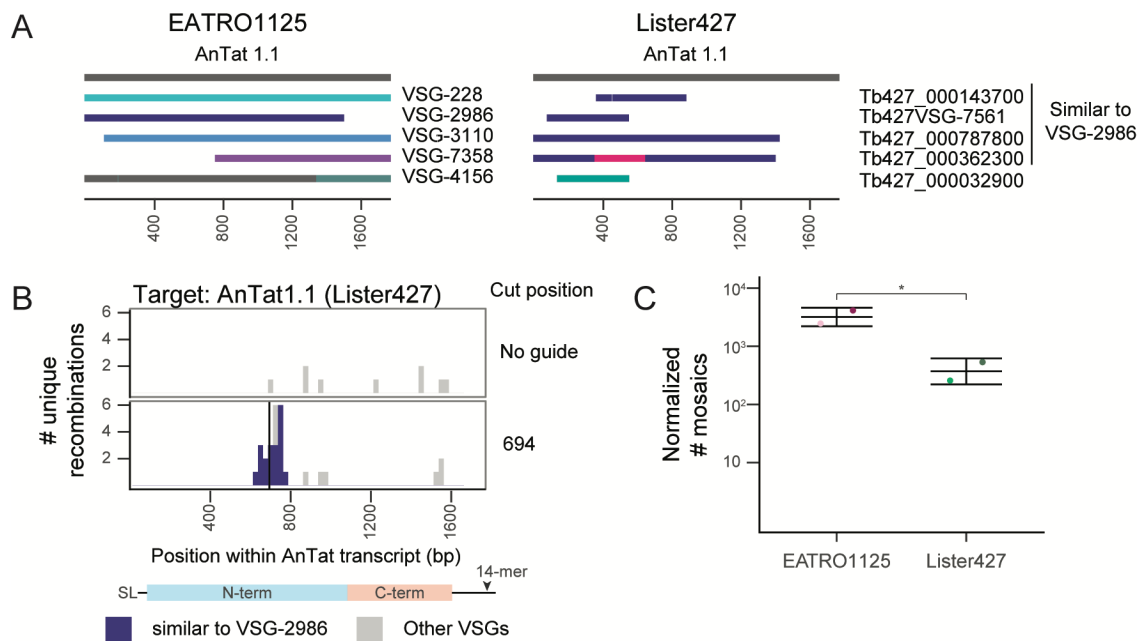 A
EATRO1125
AnTat 1.1
VSG-228
VSG-2986
VSG-3110
VSG-7358
VSG-4156
400
800
1200
1600
Lister427
AnTat 1.1
Tb427_000143700
Tb427VSG-7561
Tb427_000787800
Tb427_000362300
Tb427_000032900
Similar to
VSG-2986
400
800
1200
1600
B
Target: AnTat1.1 (Lister427)
Cut position
6
4
2
No guide
6
4
2
694
# unique
recombinations
400
800
1200
1600
Position within AnTat transcript (bp)
14-mer
SL
N-term
C-term
similar to VSG-2986
Other VSGs
C
Normalized
# mosaics
10⁴
10³
10²
10
*
EATRO1125
Lister427